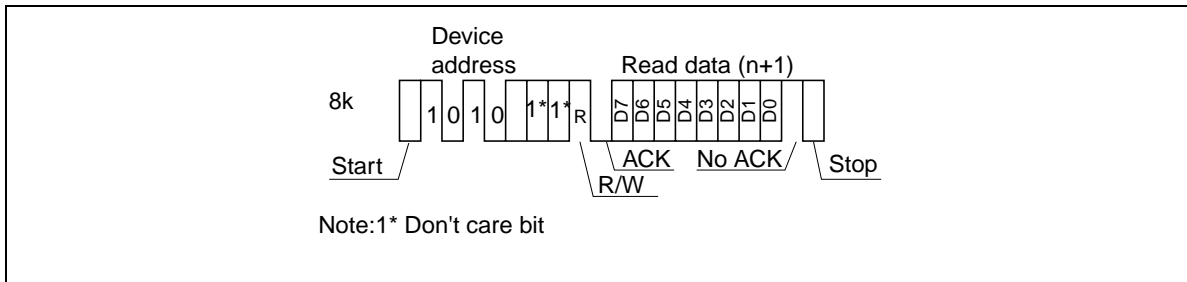 Device
address Read data (n+1)
8k 1 0 1 0 1* 1* R D7 D6 D5 D4 D3 D2 D1 D0
Start ACK No ACK Stop
R/W
Note:1* Don't care bit